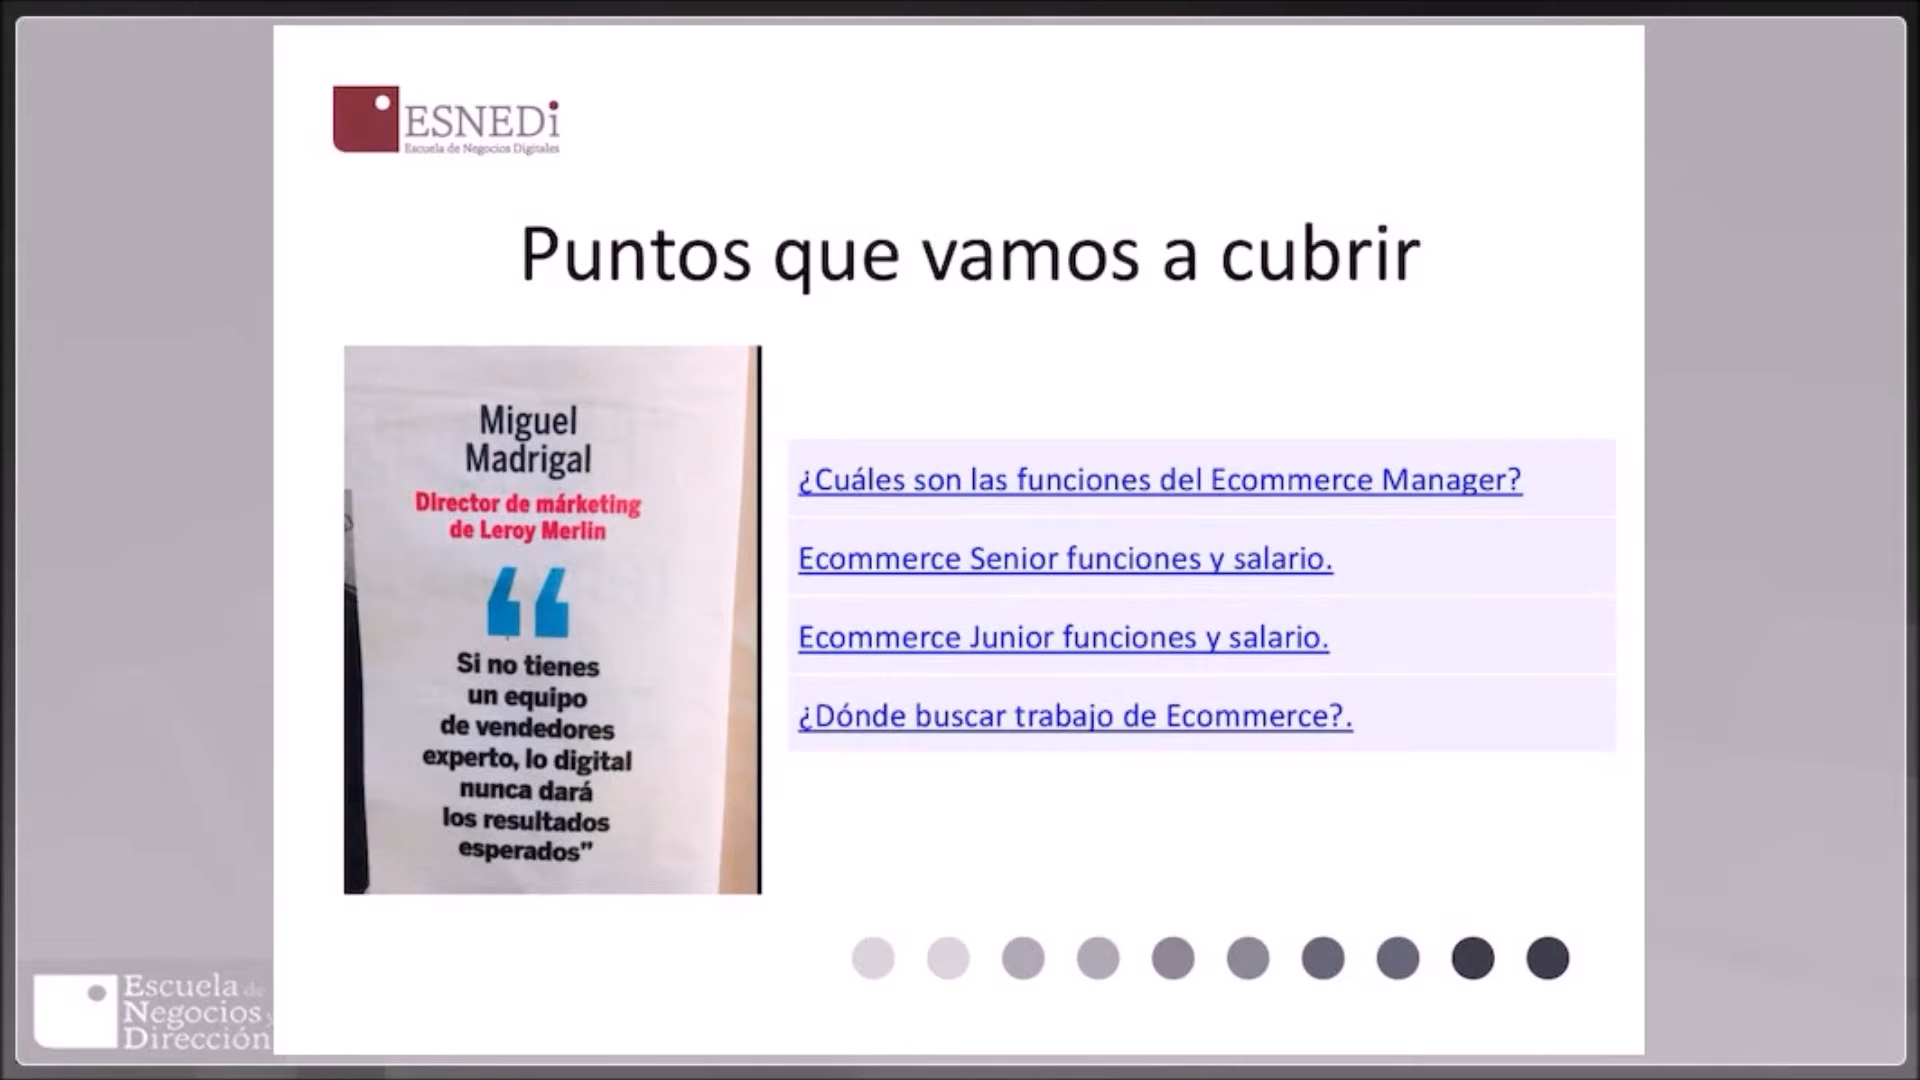 ESNEDi
Escuela de Negocios Digitales
Puntos que vamos a cubrir
Miguel
Madrigal
Director de márketing
de Leroy Merlin
“
Si no tienes
un equipo
de vendedores
experto, lo digital
nunca dará
los resultados
esperados”
¿Cuáles son las funciones del Ecommerce Manager?
Ecommerce Senior funciones y salario.
Ecommerce Junior funciones y salario.
¿Dónde buscar trabajo de Ecommerce?.
Escuela de
Negocios y
Dirección